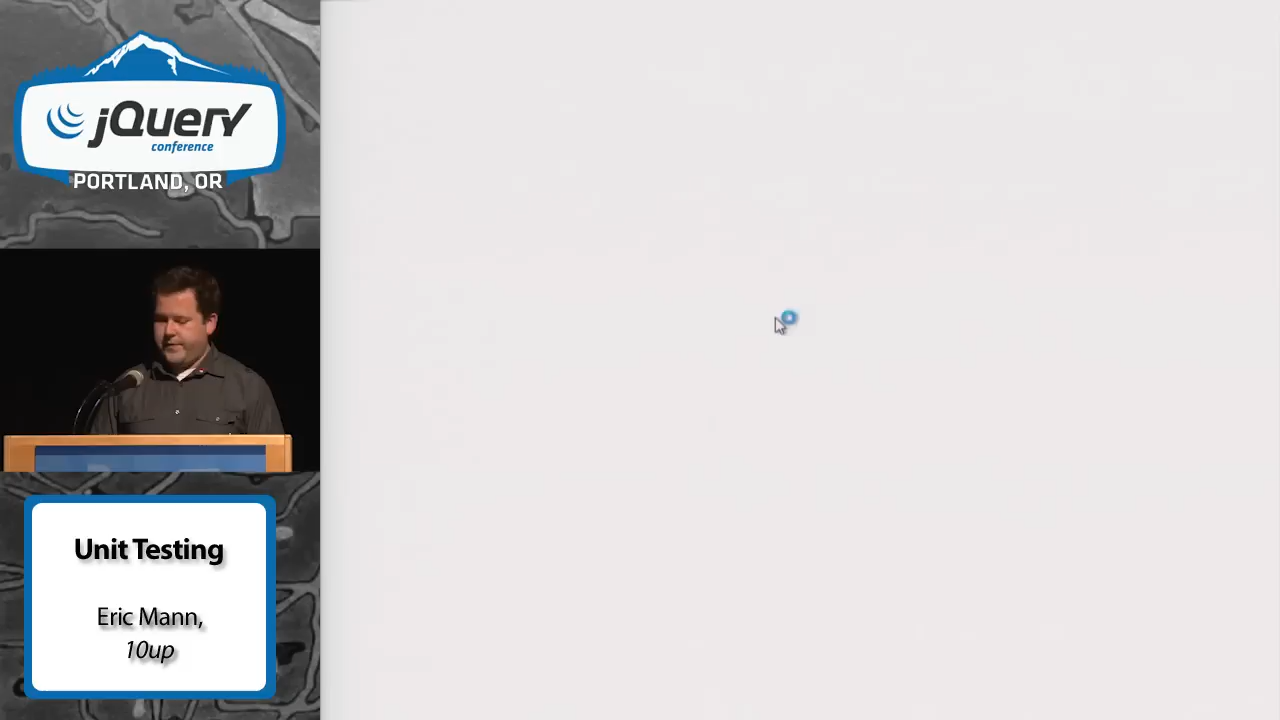 jQuery
conference
PORTLAND, OR
Unit Testing
Eric Mann,
10up